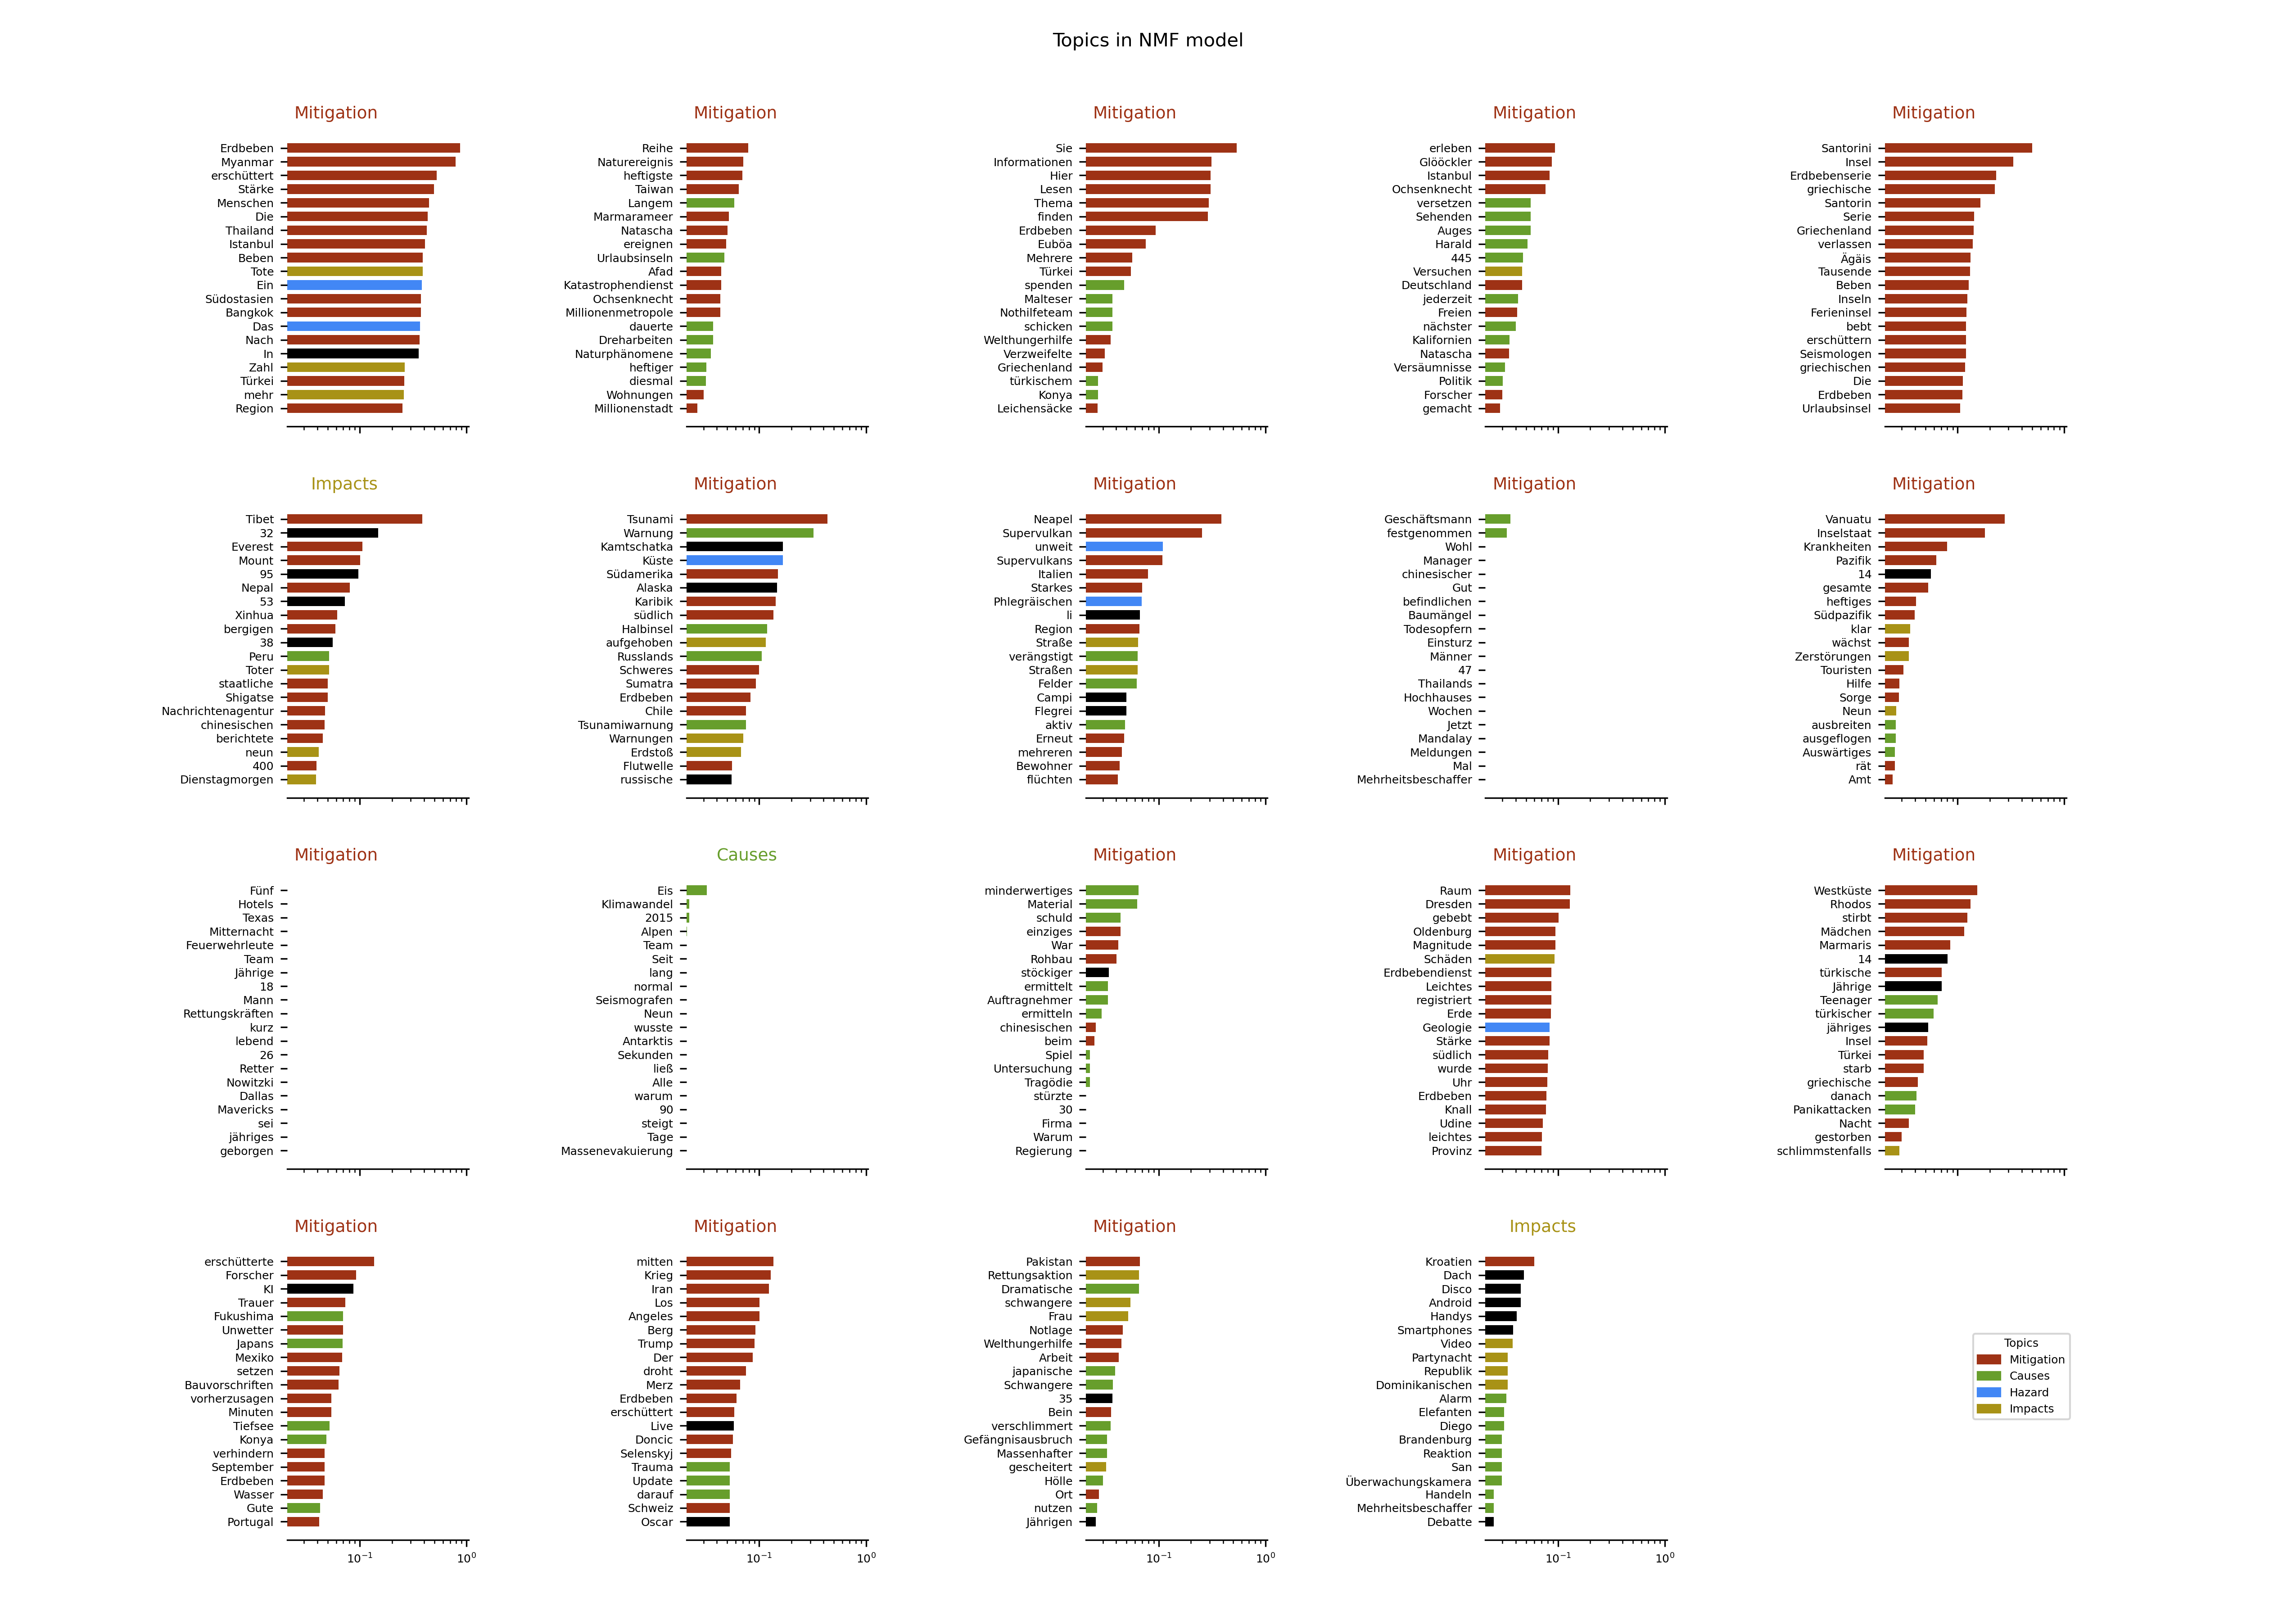 Topics in NMF model
Mitigation
Erdbeben
Myanmar
erschüttert
Stärke
Menschen
Die
Thailand
Istanbul
Beben
Tote
Ein
Südostasien
Bangkok
Das
Nach
In
Zahl
Türkei
mehr
Region
Mitigation
Reihe
Naturereignis
heftigste
Taiwan
Langem
Marmarameer
Natascha
ereignen
Urlaubsinseln
Afad
Katastrophendienst
Ochsenknecht
Millionenmetropole
dauerte
Dreharbeiten
Naturphänomene
heftiger
diesmal
Wohnungen
Millionenstadt
Mitigation
Sie
Informationen
Hier
Lesen
Thema
finden
Erdbeben
Euböa
Mehrere
Türkei
spenden
Malteser
Nothilfeteam
schicken
Welthungerhilfe
Verzweifelte
Griechenland
türkischem
Konya
Leichensäcke
Mitigation
erleben
Glööckler
Istanbul
Ochsenknecht
versetzen
Sehenden
Auges
Harald
445
Versuchen
Deutschland
jederzeit
Freien
nächster
Kalifornien
Natascha
Versäumnisse
Politik
Forscher
gemacht
Mitigation
Santorini
Insel
Erdbebenserie
griechische
Santorin
Serie
Griechenland
verlassen
Ägäis
Tausende
Beben
Inseln
Ferieninsel
bebt
erschüttern
Seismologen
griechischen
Die
Erdbeben
Urlaubsinsel
Impacts
Tibet
32
Everest
Mount
95
Nepal
53
Xinhua
bergigen
38
Peru
Toter
staatliche
Shigatse
Nachrichtenagentur
chinesischen
berichtete
neun
400
Dienstagmorgen
Mitigation
Tsunami
Warnung
Kamtschatka
Küste
Südamerika
Alaska
Karibik
südlich
Halbinsel
aufgehoben
Russlands
Schweres
Sumatra
Erdbeben
Chile
Tsunamiwarnung
Warnungen
Erdstoß
Flutwelle
russische
Mitigation
Neapel
Supervulkan
unweit
Supervulkans
Italien
Starkes
Phlegräischen
li
Region
Straße
verängstigt
Straßen
Felder
Campi
Flegrei
aktiv
Erneut
mehreren
Bewohner
flüchten
Mitigation
Geschäftsmann
festgenommen
Wohl
Manager
chinesischer
Gut
befindlichen
Baumängel
Todesopfern
Einsturz
Männer
47
Thailands
Hochhauses
Wochen
Jetzt
Mandalay
Meldungen
Mal
Mehrheitsbeschaffer
Mitigation
Vanuatu
Inselstaat
Krankheiten
Pazifik
14
gesamte
heftiges
Südpazifik
klar
wächst
Zerstörungen
Touristen
Hilfe
Sorge
Neun
ausbreiten
ausgeflogen
Auswärtiges
rät
Amt
Mitigation
Fünf
Hotels
Texas
Mitternacht
Feuerwehrleute
Team
Jährige
18
Mann
Rettungskräften
kurz
lebend
26
Retter
Nowitzki
Dallas
Mavericks
sei
jähriges
geborgen
Causes
Eis
Klimawandel
2015
Alpen
Team
Seit
lang
normal
Seismografen
Neun
wusste
Antarktis
Sekunden
ließ
Alle
warum
90
steigt
Tage
Massenevakuierung
Mitigation
minderwertiges
Material
schuld
einziges
War
Rohbau
stöckiger
ermittelt
Auftragnehmer
ermitteln
chinesischen
beim
Spiel
Untersuchung
Tragödie
stürzte
30
Firma
Warum
Regierung
Mitigation
Raum
Dresden
gebebt
Oldenburg
Magnitude
Schäden
Erdbebendienst
Leichtes
registriert
Erde
Geologie
Stärke
südlich
wurde
Uhr
Erdbeben
Knall
Udine
leichtes
Provinz
Mitigation
Westküste
Rhodos
stirbt
Mädchen
Marmaris
14
türkische
Jährige
Teenager
türkischer
jähriges
Insel
Türkei
starb
griechische
danach
Panikattacken
Nacht
gestorben
schlimmstenfalls
Mitigation
erschütterte
Forscher
KI
Trauer
Fukushima
Unwetter
Japans
Mexiko
setzen
Bauvorschriften
vorherzusagen
Minuten
Tiefsee
Konya
verhindern
September
Erdbeben
Wasser
Gute
Portugal
10⁻¹ 10⁰
Mitigation
mitten
Krieg
Iran
Los
Angeles
Berg
Trump
Der
droht
Merz
Erdbeben
erschüttert
Live
Doncic
Selenskyj
Trauma
Update
darauf
Schweiz
Oscar
10⁻¹ 10⁰
Mitigation
Pakistan
Rettungsaktion
Dramatische
schwangere
Frau
Notlage
Welthungerhilfe
Arbeit
japanische
Schwangere
35
Bein
verschlimmert
Gefängnisausbruch
Massenhafter
gescheitert
Hölle
Ort
nutzen
Jährigen
10⁻¹ 10⁰
Impacts
Kroatien
Dach
Disco
Android
Handys
Smartphones
Video
Partynacht
Republik
Dominikanischen
Alarm
Elefanten
Diego
Brandenburg
Reaktion
San
Überwachungskamera
Handeln
Mehrheitsbeschaffer
Debatte
10⁻¹ 10⁰
Topics
Mitigation
Causes
Hazard
Impacts